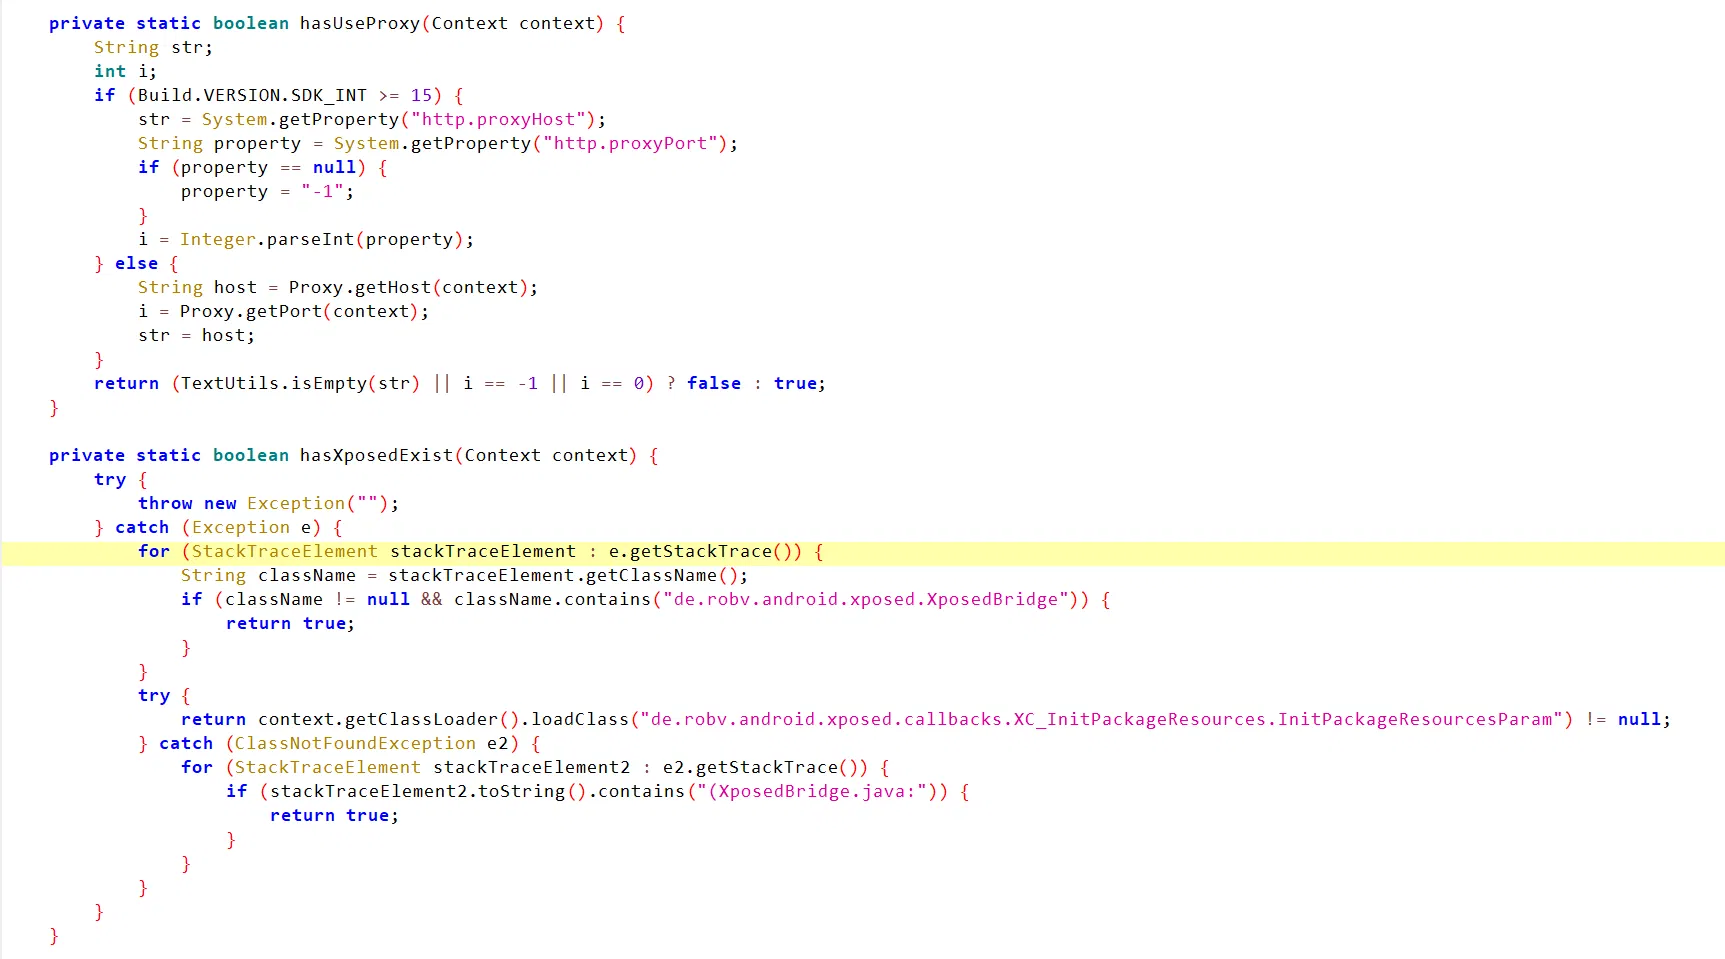 private static boolean hasUseProxy(Context context) {
    String str;
    int i;
    if (Build.VERSION.SDK_INT >= 15) {
        str = System.getProperty("http.proxyHost");
        String property = System.getProperty("http.proxyPort");
        if (property == null) {
            property = "-1";
        }
        i = Integer.parseInt(property);
    } else {
        String host = Proxy.getHost(context);
        i = Proxy.getPort(context);
        str = host;
    }
    return (TextUtils.isEmpty(str) || i == -1 || i == 0) ? false : true;
}

private static boolean hasXposedExist(Context context) {
    try {
        throw new Exception("");
    } catch (Exception e) {
        for (StackTraceElement stackTraceElement : e.getStackTrace()) {
            String className = stackTraceElement.getClassName();
            if (className != null && className.contains("de.robv.android.xposed.XposedBridge")) {
                return true;
            }
        }
        try {
            return context.getClassLoader().loadClass("de.robv.android.xposed.callbacks.XC_InitPackageResources.InitPackageResourcesParam") != null;
        } catch (ClassNotFoundException e2) {
            for (StackTraceElement stackTraceElement2 : e2.getStackTrace()) {
                if (stackTraceElement2.toString().contains("(XposedBridge.java:")) {
                    return true;
                }
            }
        }
    }
}